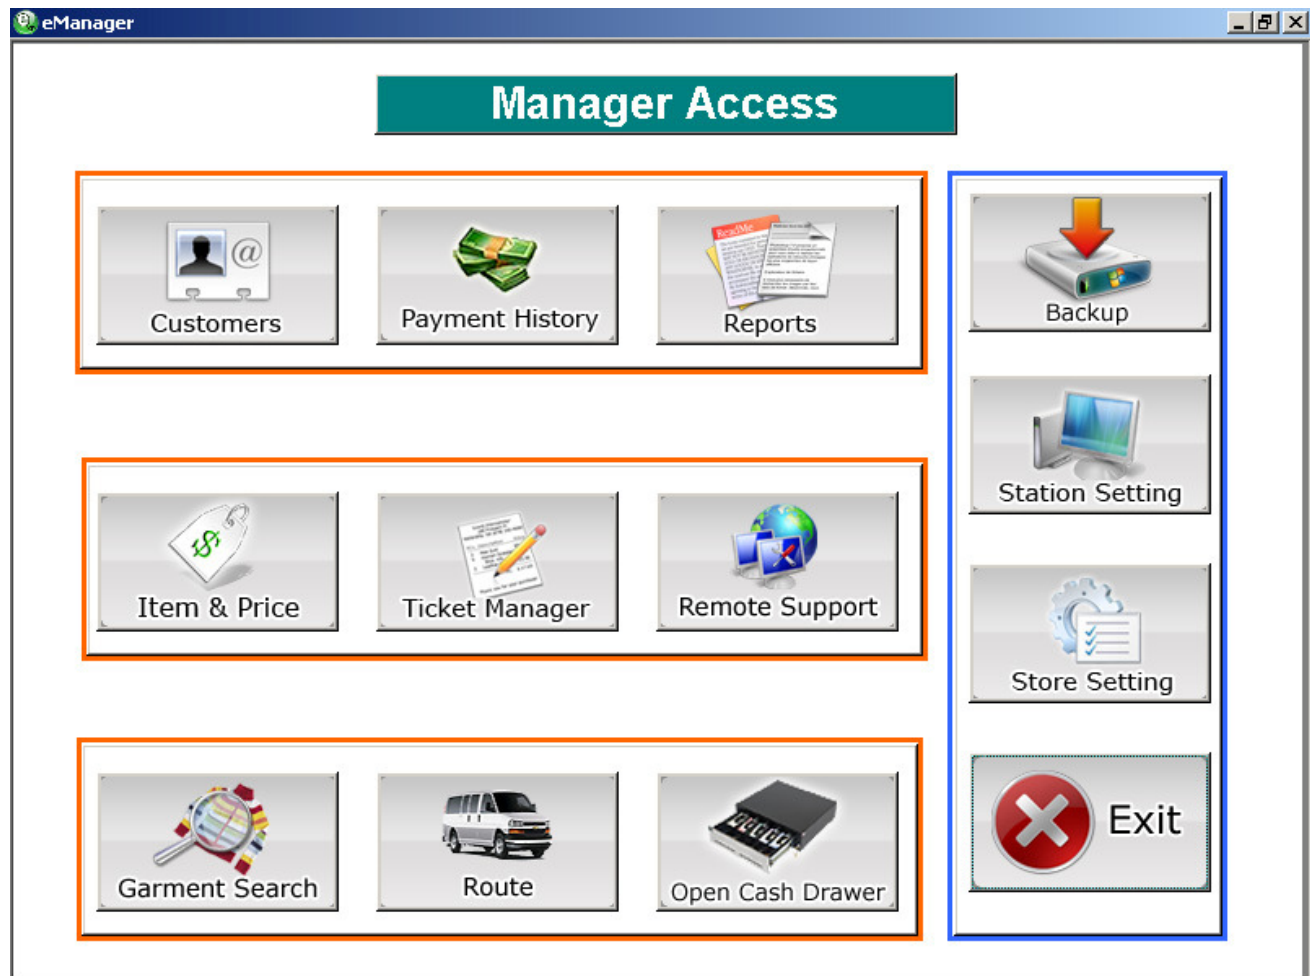 eManager
Manager Access
Customers
Payment History
ReadMe
Reports
Backup
Station Setting
Item & Price
Ticket Manager
Remote Support
Store Setting
Garment Search
Route
Open Cash Drawer
Exit